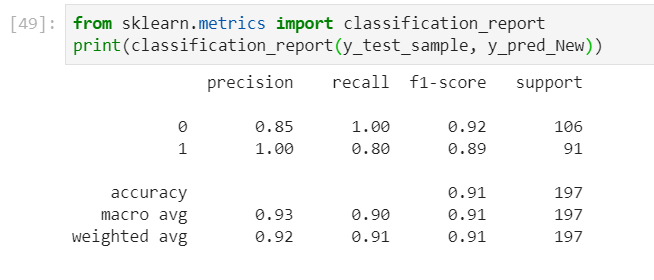 [49]: from sklearn.metrics import classification_report
print(classification_report(y_test_sample, y_pred_New))
precision recall f1-score support
0 0.85 1.00 0.92 106
1 1.00 0.80 0.89 91
accuracy 0.91 197
macro avg 0.93 0.90 0.91 197
weighted avg 0.92 0.91 0.91 197